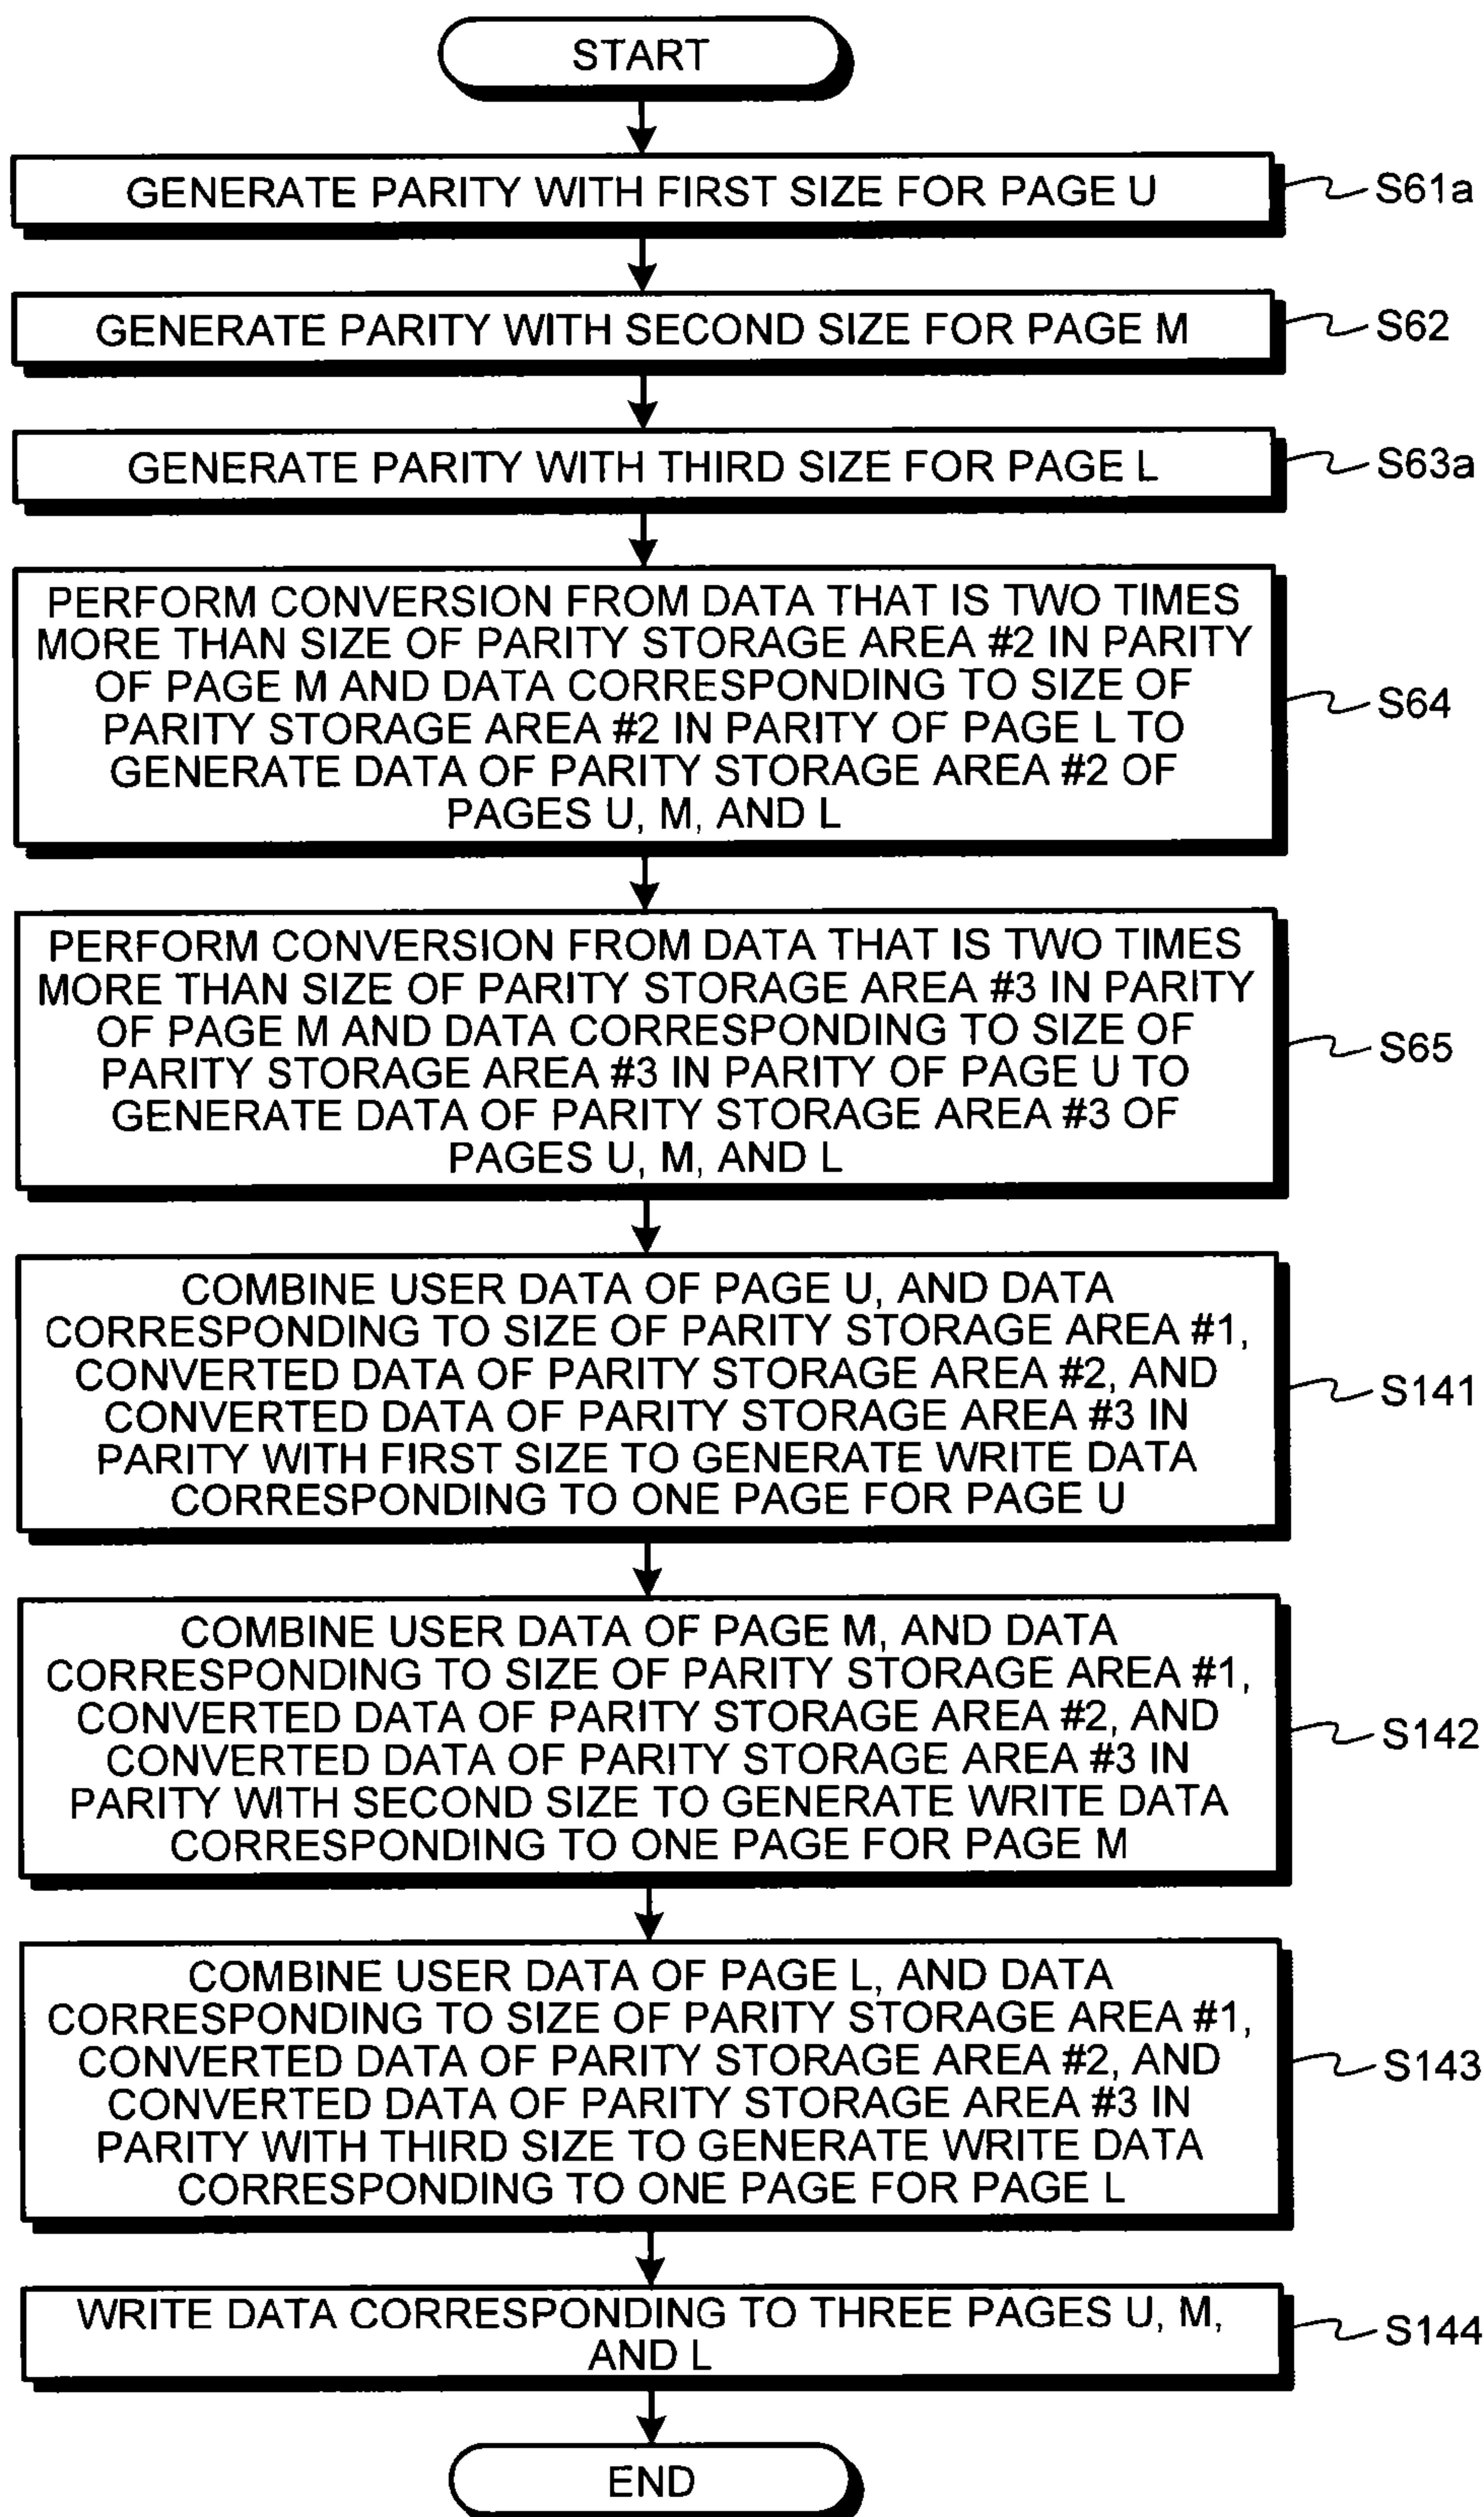 START
GENERATE PARITY WITH FIRST SIZE FOR PAGE U
S61a
GENERATE PARITY WITH SECOND SIZE FOR PAGE M
S62
GENERATE PARITY WITH THIRD SIZE FOR PAGE L
S63a
PERFORM CONVERSION FROM DATA THAT IS TWO TIMES
MORE THAN SIZE OF PARITY STORAGE AREA #2 IN PARITY
OF PAGE M AND DATA CORRESPONDING TO SIZE OF
PARITY STORAGE AREA #2 IN PARITY OF PAGE L TO
GENERATE DATA OF PARITY STORAGE AREA #2 OF
PAGES U, M, AND L
S64
PERFORM CONVERSION FROM DATA THAT IS TWO TIMES
MORE THAN SIZE OF PARITY STORAGE AREA #3 IN PARITY
OF PAGE M AND DATA CORRESPONDING TO SIZE OF
PARITY STORAGE AREA #3 IN PARITY OF PAGE U TO
GENERATE DATA OF PARITY STORAGE AREA #3 OF
PAGES U, M, AND L
S65
COMBINE USER DATA OF PAGE U, AND DATA
CORRESPONDING TO SIZE OF PARITY STORAGE AREA #1,
CONVERTED DATA OF PARITY STORAGE AREA #2, AND
CONVERTED DATA OF PARITY STORAGE AREA #3 IN
PARITY WITH FIRST SIZE TO GENERATE WRITE DATA
CORRESPONDING TO ONE PAGE FOR PAGE U
S141
COMBINE USER DATA OF PAGE M, AND DATA
CORRESPONDING TO SIZE OF PARITY STORAGE AREA #1,
CONVERTED DATA OF PARITY STORAGE AREA #2, AND
CONVERTED DATA OF PARITY STORAGE AREA #3 IN
PARITY WITH SECOND SIZE TO GENERATE WRITE DATA
CORRESPONDING TO ONE PAGE FOR PAGE M
S142
COMBINE USER DATA OF PAGE L, AND DATA
CORRESPONDING TO SIZE OF PARITY STORAGE AREA #1,
CONVERTED DATA OF PARITY STORAGE AREA #2, AND
CONVERTED DATA OF PARITY STORAGE AREA #3 IN
PARITY WITH THIRD SIZE TO GENERATE WRITE DATA
CORRESPONDING TO ONE PAGE FOR PAGE L
S143
WRITE DATA CORRESPONDING TO THREE PAGES U, M,
AND L
S144
END